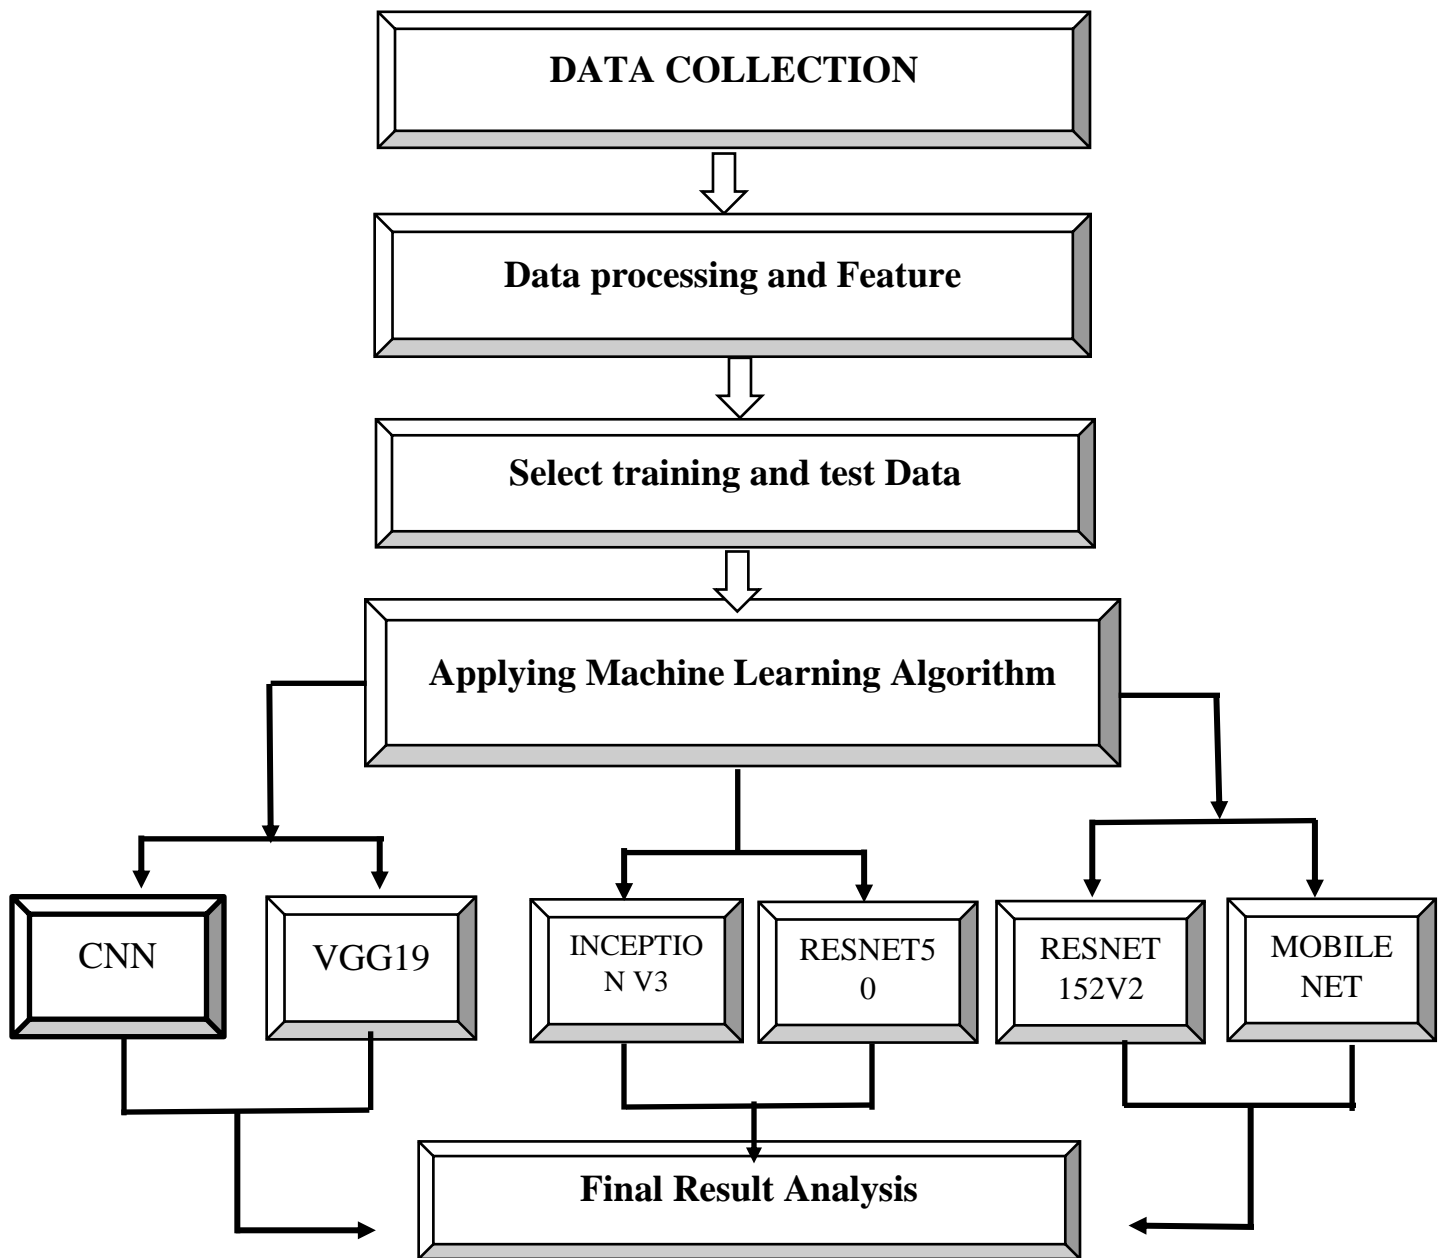 DATA COLLECTION
Data processing and Feature
Select training and test Data
Applying Machine Learning Algorithm
CNN
VGG19
INCEPTIO
N V3
RESNET5
0
RESNET
152V2
MOBILE
NET
Final Result Analysis